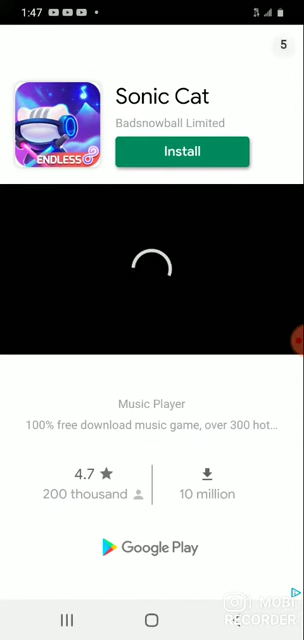 1:47
5
Sonic Cat
Badsnowball Limited
Install
ENDLESS
Music Player
100% free download music game, over 300 hot...
4.7 ★
200 thousand
10 million
Google Play
MOBI
RECORDER